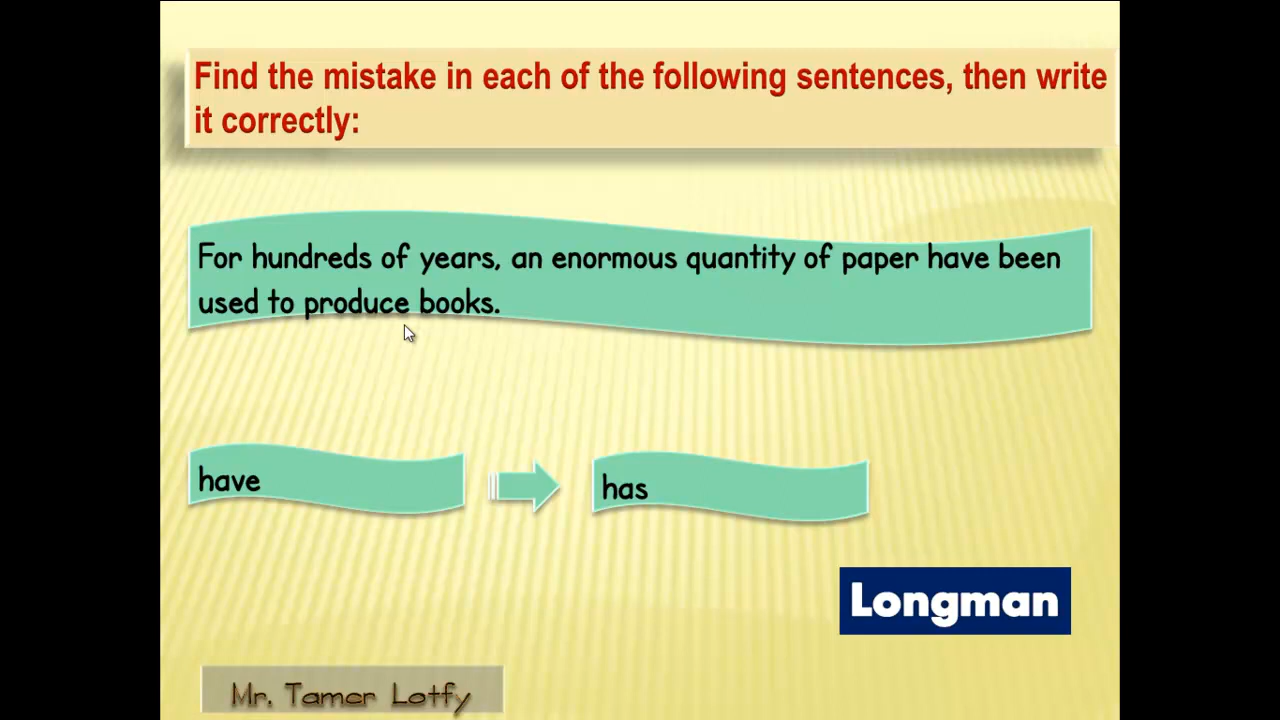 Find the mistake in each of the following sentences, then write
it correctly:
For hundreds of years, an enormous quantity of paper have been
used to produce books.
have
has
Longman
Mr. Tamer Lotfy